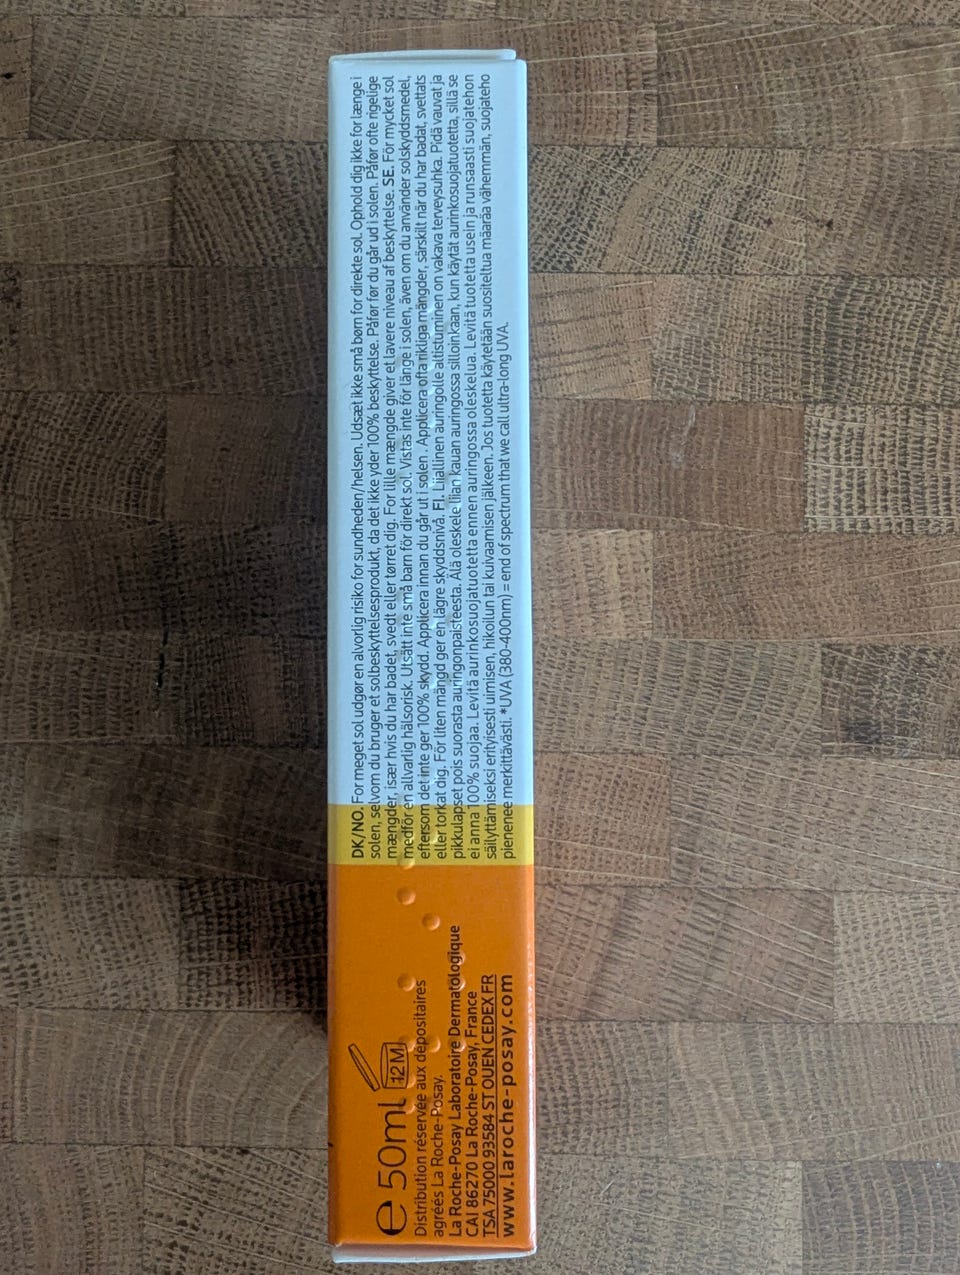 DK/NO. For meget sol udgør en alvorlig risiko for sundheden/helsen. Udsæt ikke små børn for direkte sol. Ophold dig ikke for længe i
solen, selvom du bruger et solbeskyttelsesprodukt, da det ikke yder 100% beskyttelse. Påfør før du går ud i solen. Påfør ofte rigelige
mængder, især hvis du har badet, svedt eller tørret dig. For lille mængde giver et lavere niveau af beskyttelse. SE. För mycket sol
medför en allvarlig hälsorisk. Utsätt inte små barn för direkt sol. Vistas inte för länge i solen, även om du använder solskyddsmedel,
eftersom det inte ger 100% skydd. Applicera innan du går ut i solen . Applicera ofta rikliga mängder, särskilt när du har badat, svettats
eller torkat dig. För liten mängd ger en lägre skyddsnivå. FI. Liiallinen auringolle altistuminen on vakava terveysuhka. Pidä vauvat ja
pikkulapset pois suorasta auringonpaisteesta. Älä oleskele liian kauan auringossa silloinkaan, kun käytät aurinkosuojatuotetta, sillä se
ei anna 100% suojaa. Levitä aurinkosuojatuotetta ennen auringossa oleskelua. Levitä tuotetta usein ja runsaasti suojatehon
säilyttämiseksi erityisesti uimisen, hikoilun tai kuivaamisen jälkeen. Jos tuotetta käytetään suositeltua määrää vähemmän, suojateho
pienenee merkittävästi. *UVA (380-400nm) = end of spectrum that we call ultra-long UVA.
e 50ml 12M
Distribution réservée aux dépositaires
agréés La Roche-Posay.
La Roche-Posay Laboratoire Dermatologique
CAI 86270 La Roche-Posay, France
TSA 75000 93584 ST OUEN CEDEX FR
www.laroche-posay.com